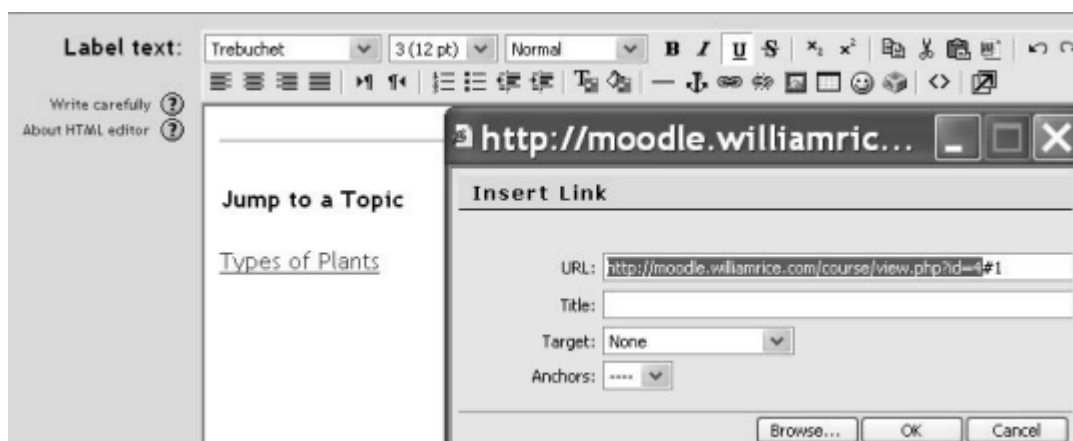 Label text:
Trebuchet 3 (12 pt) Normal B I U S x₂ x²
Write carefully ?
About HTML editor ?
http://moodle.williamric...
Insert Link
Jump to a Topic
Types of Plants
URL: http://moodle.williamrice.com/course/view.php?id=4#1
Title:
Target: None
Anchors: ----
Browse... OK Cancel